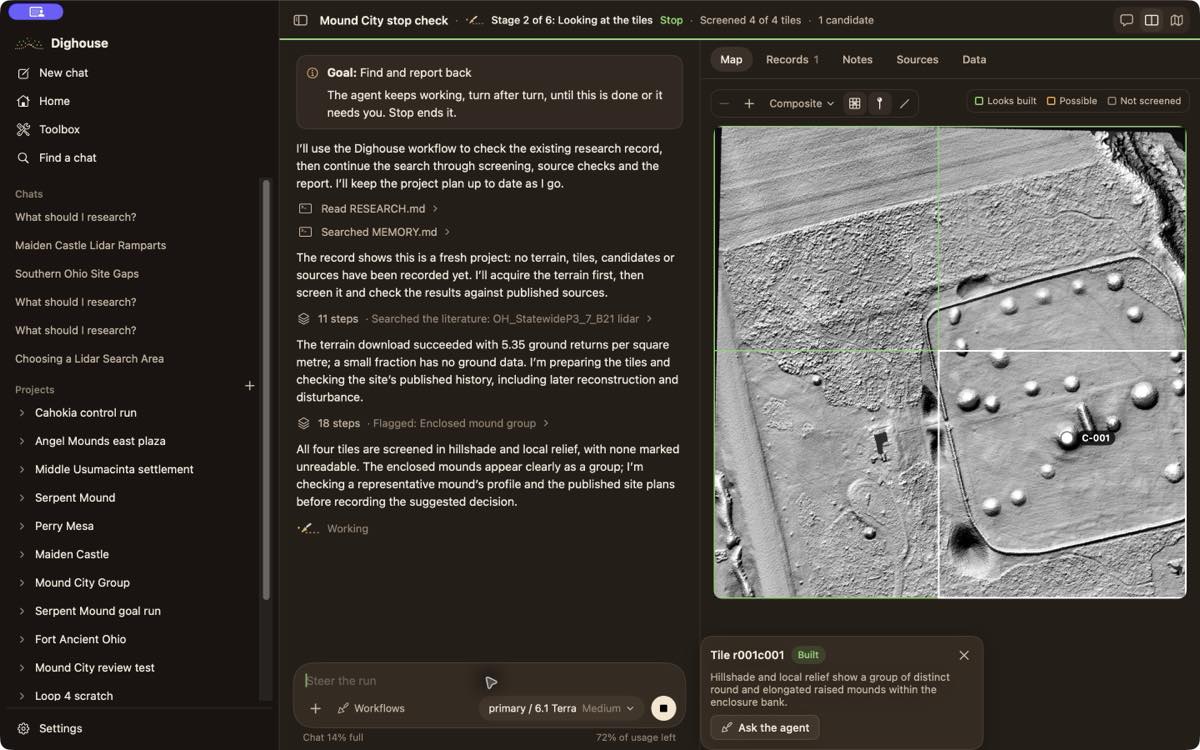 Dighouse
New chat
Home
Toolbox
Find a chat
Chats
What should I research?
Maiden Castle Lidar Ramparts
Southern Ohio Site Gaps
What should I research?
What should I research?
Choosing a Lidar Search Area
Projects
Cahokia control run
Angel Mounds east plaza
Middle Usumacinta settlement
Serpent Mound
Perry Mesa
Maiden Castle
Mound City Group
Serpent Mound goal run
Fort Ancient Ohio
Mound City review test
Loop 4 scratch
Settings
Mound City stop check · Stage 2 of 6: Looking at the tiles Stop · Screened 4 of 4 tiles · 1 candidate
Goal: Find and report back
The agent keeps working, turn after turn, until this is done or it
needs you. Stop ends it.
I'll use the Dighouse workflow to check the existing research record,
then continue the search through screening, source checks and the
report. I'll keep the project plan up to date as I go.
Read RESEARCH.md
Searched MEMORY.md
The record shows this is a fresh project: no terrain, tiles, candidates or
sources have been recorded yet. I'll acquire the terrain first, then
screen it and check the results against published sources.
11 steps · Searched the literature: OH_StatewideP3_7_B21 lidar
The terrain download succeeded with 5.35 ground returns per square
metre; a small fraction has no ground data. I'm preparing the tiles and
checking the site's published history, including later reconstruction and
disturbance.
18 steps · Flagged: Enclosed mound group
All four tiles are screened in hillshade and local relief, with none marked
unreadable. The enclosed mounds appear clearly as a group; I'm
checking a representative mound's profile and the published site plans
before recording the suggested decision.
Working
Steer the run
Workflows
primary / 6.1 Terra Medium
Chat 14% full
72% of usage left
Map Records 1 Notes Sources Data
Composite
Looks built Possible Not screened
C-001
Tile r001c001 Built
Hillshade and local relief show a group of distinct
round and elongated raised mounds within the
enclosure bank.
Ask the agent